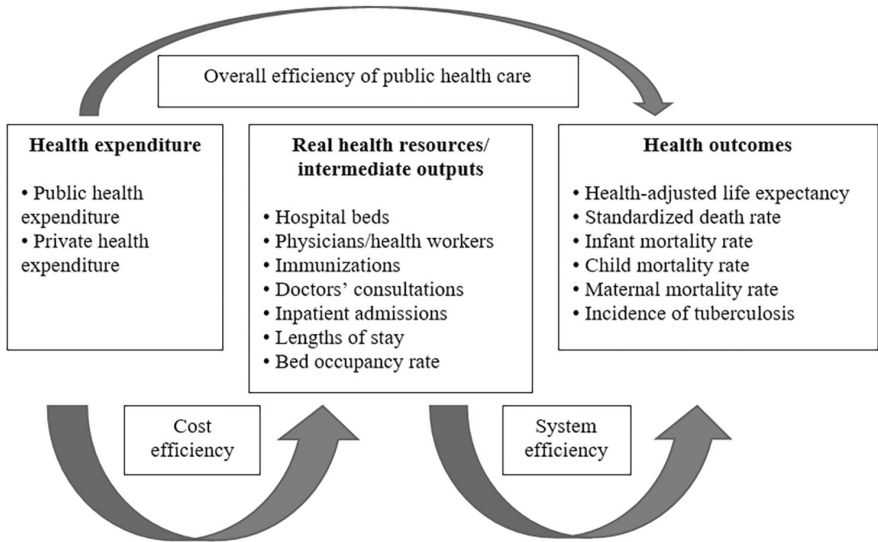 Overall efficiency of public health care
Health expenditure
• Public health
expenditure
• Private health
expenditure
Real health resources/
intermediate outputs
• Hospital beds
• Physicians/health workers
• Immunizations
• Doctors’ consultations
• Inpatient admissions
• Lengths of stay
• Bed occupancy rate
Health outcomes
• Health-adjusted life expectancy
• Standardized death rate
• Infant mortality rate
• Child mortality rate
• Maternal mortality rate
• Incidence of tuberculosis
Cost
efficiency
System
efficiency